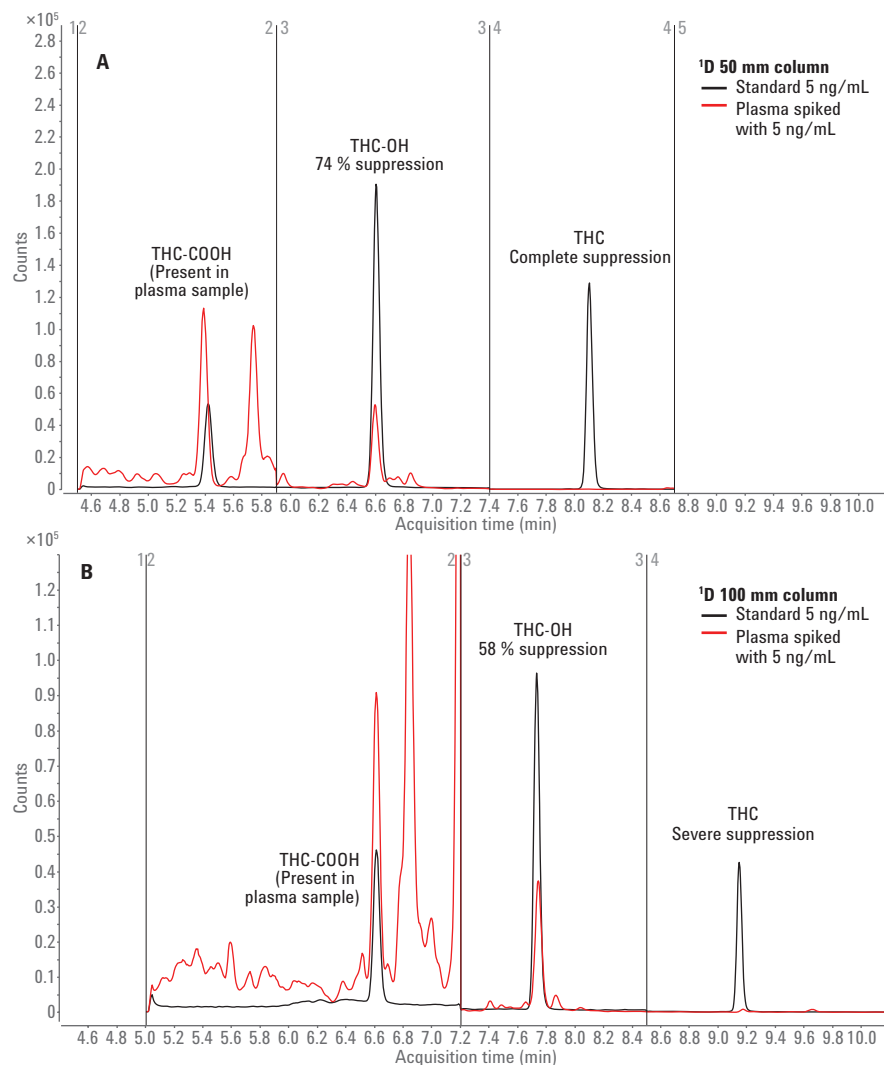 ×10⁵
1 2
2 3
3 4
4 5
A
¹D 50 mm column
Standard 5 ng/mL
Plasma spiked
with 5 ng/mL
2.8
2.6
2.4
2.2
2.0
1.8
1.6
1.4
1.2
1.0
0.8
0.6
0.4
0.2
0
Counts
THC-COOH
(Present in
plasma sample)
THC-OH
74 % suppression
THC
Complete suppression
4.6 5.0 5.4 5.8 6.2 6.6 7.0 7.4 7.8 8.2 8.6 9.0 9.4 10.0
4.8 5.2 5.6 6.0 6.4 6.8 7.2 7.6 8.0 8.4 8.8 9.2 9.6 9.8
Acquisition time (min)
×10⁵
1 2
2 3
3 4
B
¹D 100 mm column
Standard 5 ng/mL
Plasma spiked
with 5 ng/mL
1.2
1.1
1.0
0.9
0.8
0.7
0.6
0.5
0.4
0.3
0.2
0.1
0
Counts
THC-COOH
(Present in
plasma sample)
THC-OH
58 % suppression
THC
Severe suppression
4.6 4.8 5.0 5.2 5.4 5.6 5.8 6.0 6.2 6.4 6.6 6.8 7.0 7.2 7.4 7.6 7.8 8.0 8.2 8.4 8.6 8.8 9.0 9.2 9.4 9.6 9.8 10.0
Acquisition time (min)